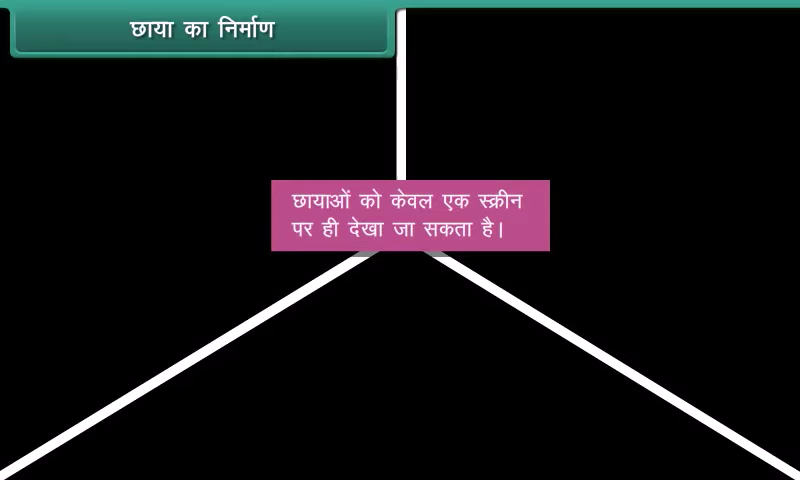 छाया का निर्माण
छायाओं को केवल एक स्क्रीन
पर ही देखा जा सकता है।